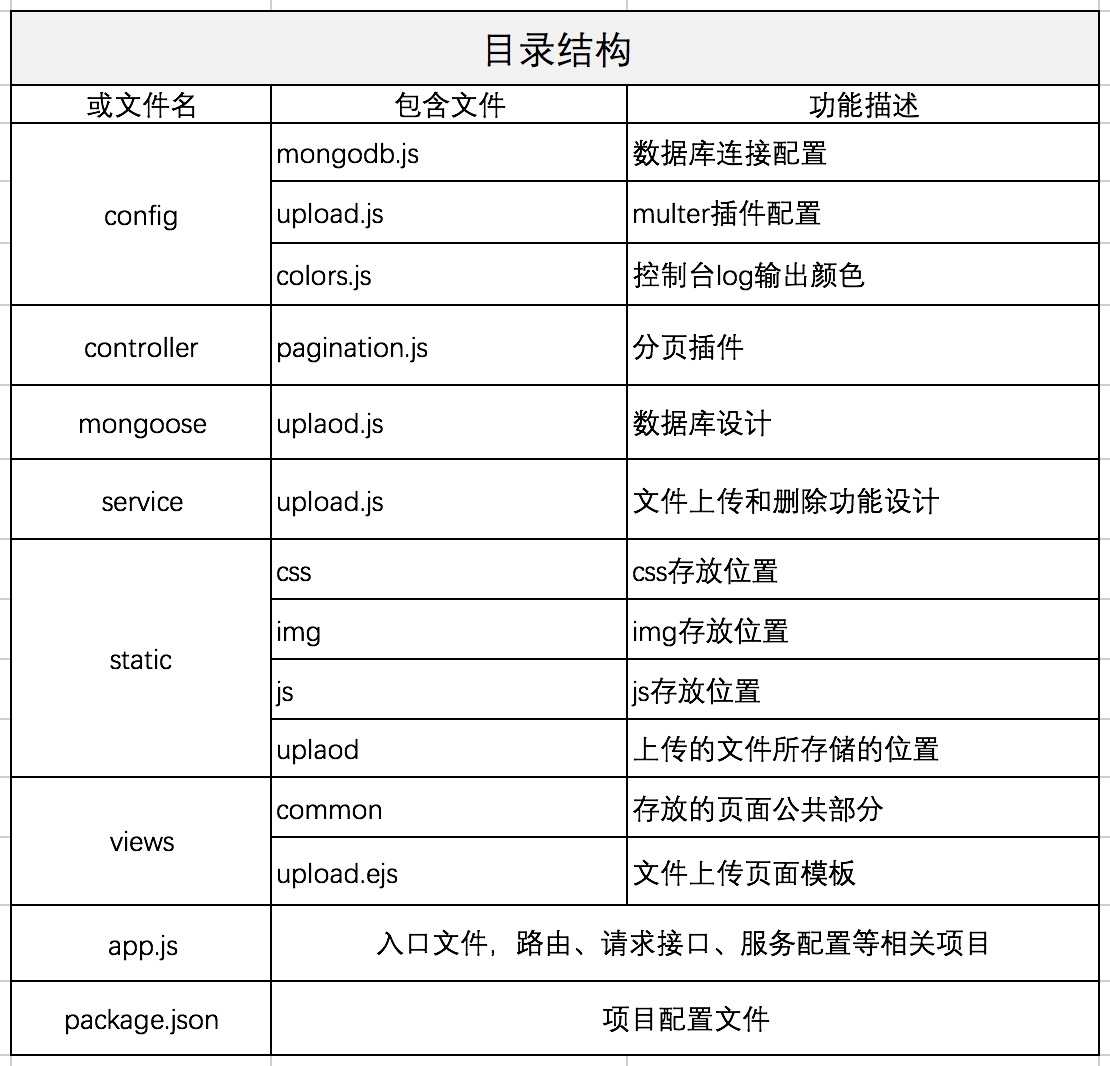 目录结构
或文件名 包含文件 功能描述
config
mongodb.js 数据库连接配置
upload.js multer插件配置
colors.js 控制台log输出颜色
controller pagination.js 分页插件
mongoose uplaod.js 数据库设计
service upload.js 文件上传和删除功能设计
static
css css存放位置
img img存放位置
js js存放位置
uplaod 上传的文件所存储的位置
views
common 存放的页面公共部分
upload.ejs 文件上传页面模板
app.js 入口文件，路由、请求接口、服务配置等相关项目
package.json 项目配置文件